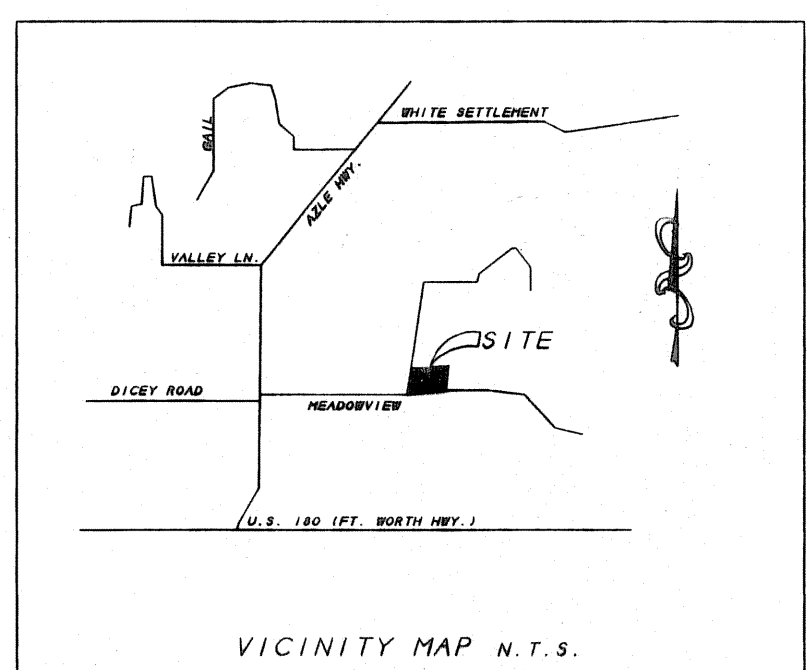 WHITE SETTLEMENT
GAIL
AZLE HWY.
VALLEY LN.
SITE
DICEY ROAD
MEADOWVIEW
U.S. 180 (FT. WORTH HWY.)
VICINITY MAP N.T.S.